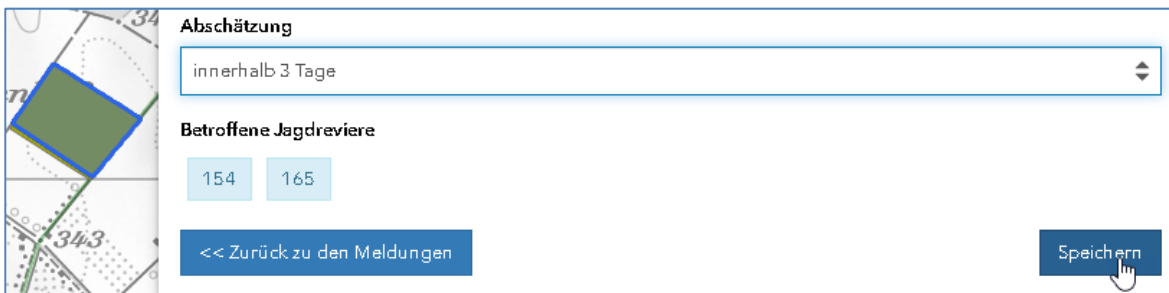 Abschätzung
innerhalb 3 Tage
Betroffene Jagdreviere
154 165
<< Zurück zu den Meldungen
Speichern
343